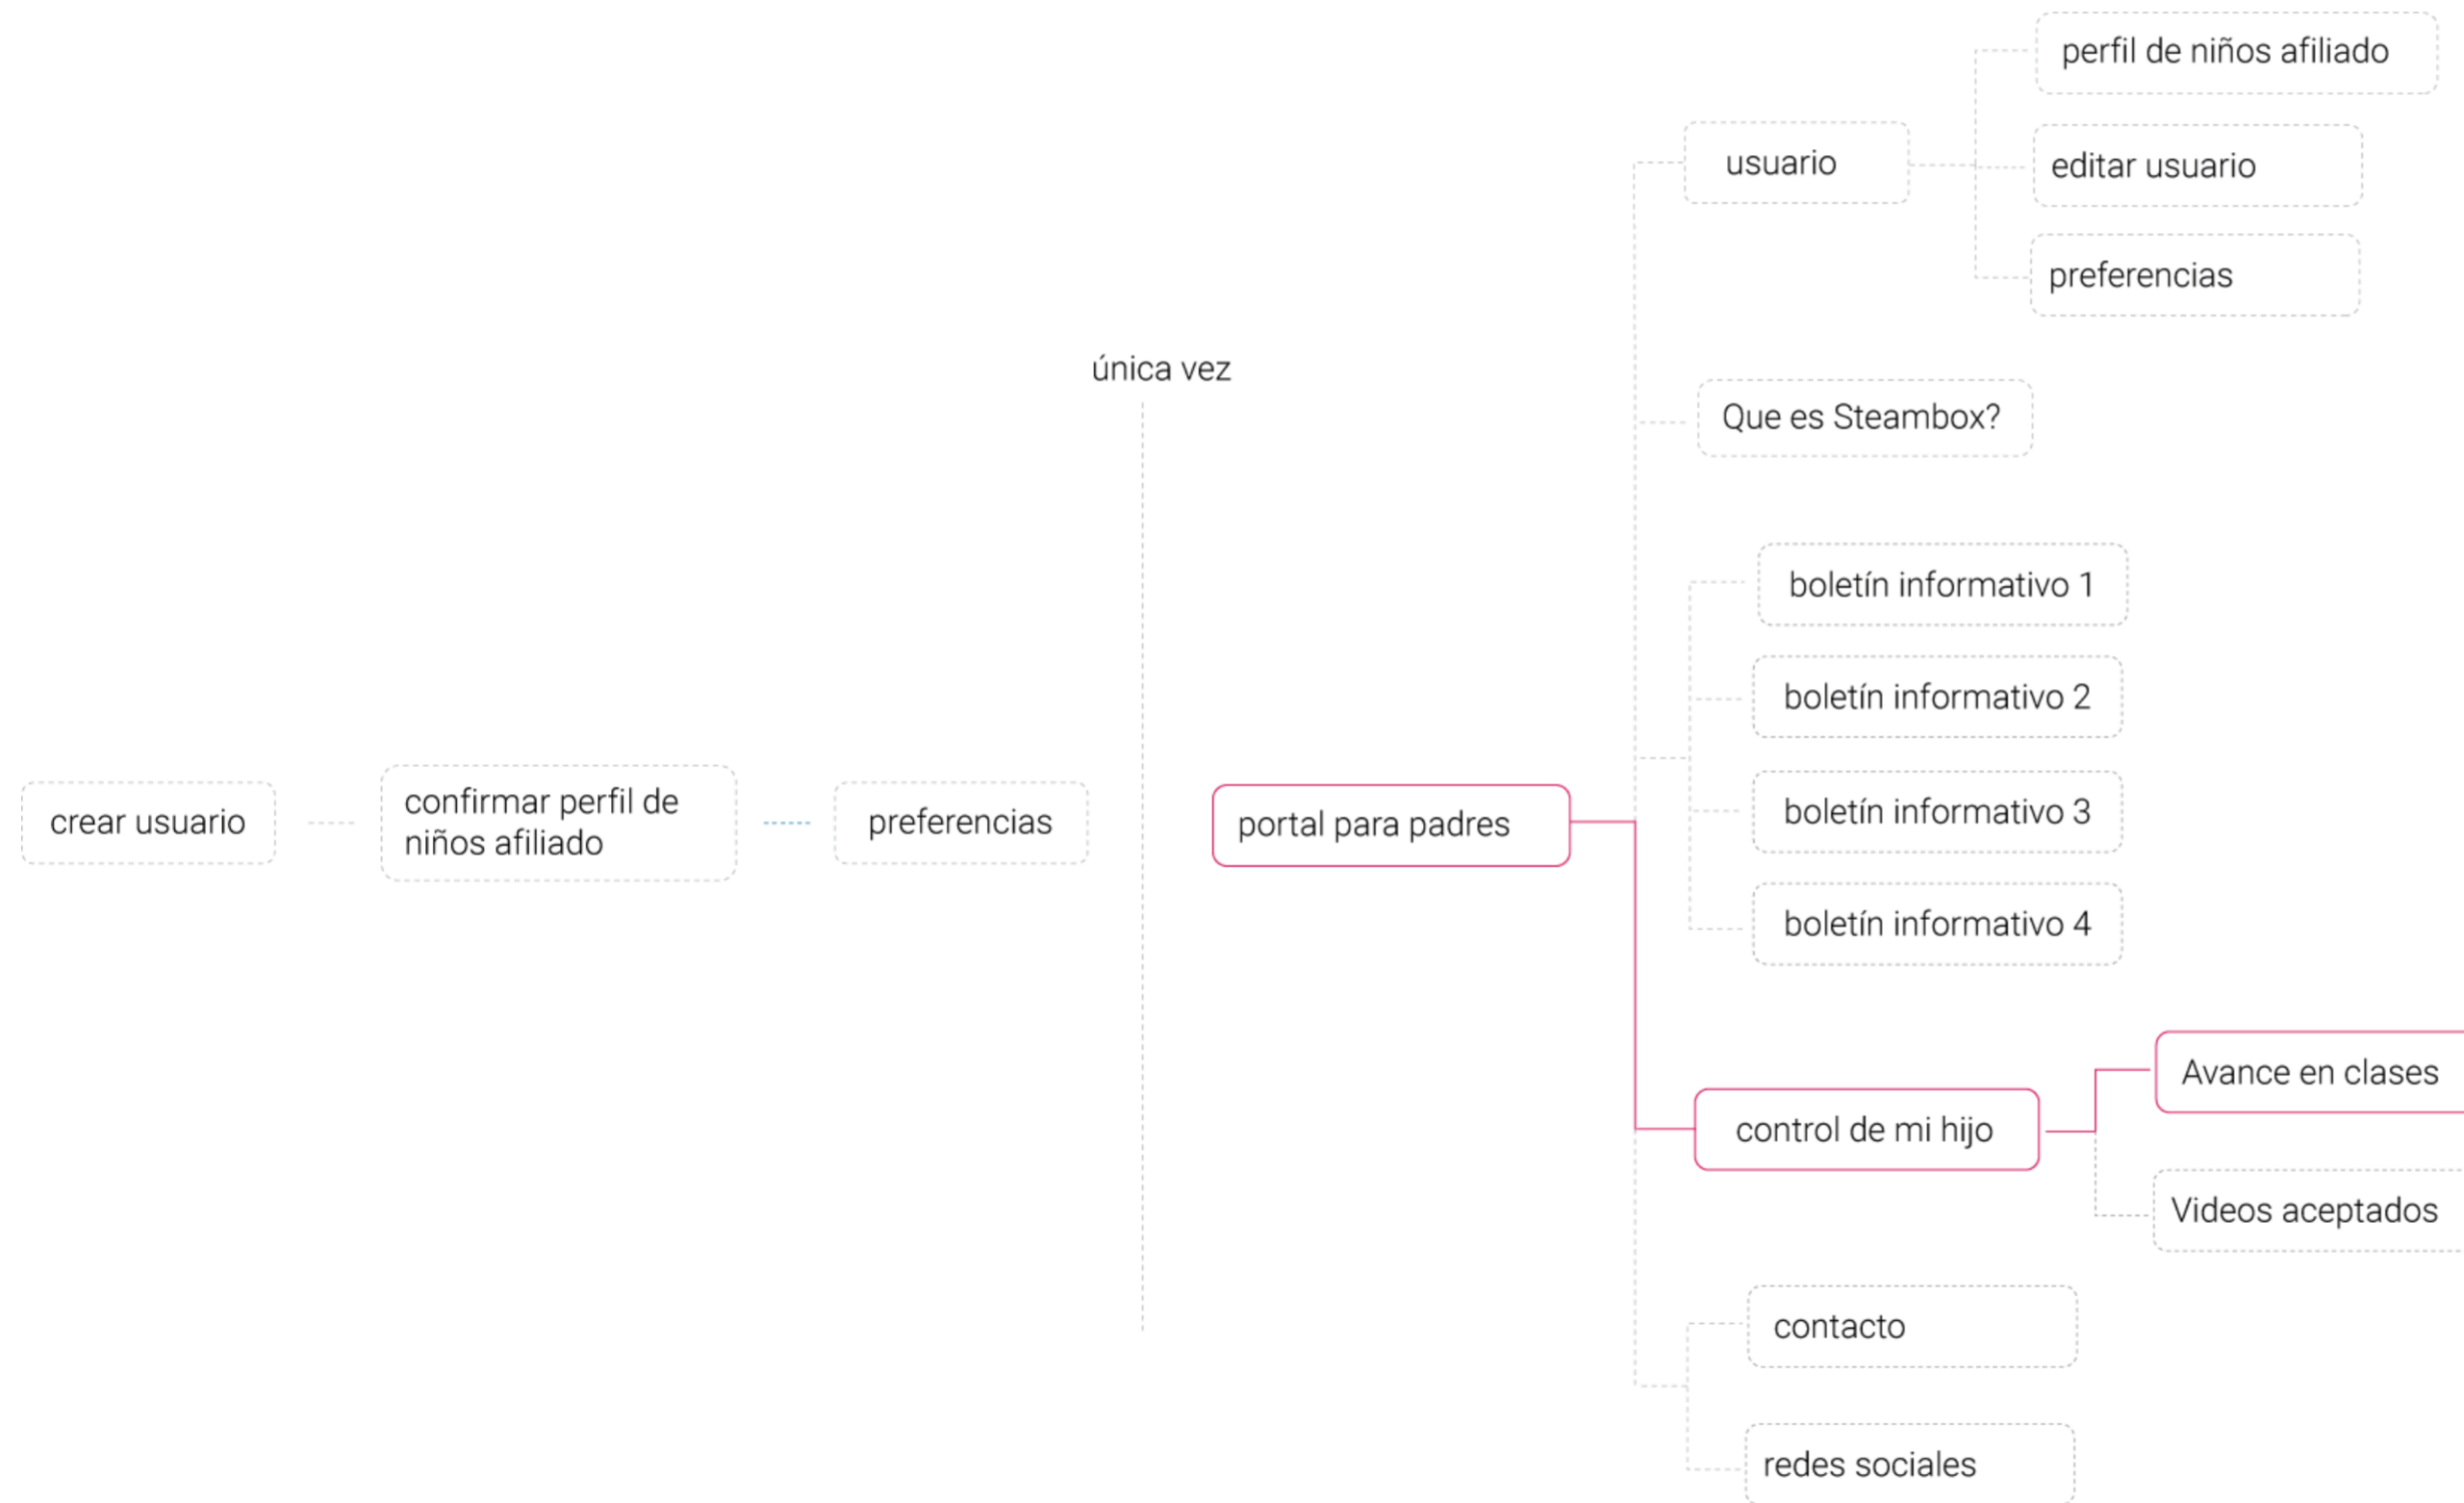 perfil de niños afiliado
usuario
editar usuario
preferencias
única vez
Que es Steambox?
boletín informativo 1
boletín informativo 2
boletín informativo 3
boletín informativo 4
crear usuario
confirmar perfil de
niños afiliado
preferencias
portal para padres
control de mi hijo
Avance en clases
Videos aceptados
contacto
redes sociales